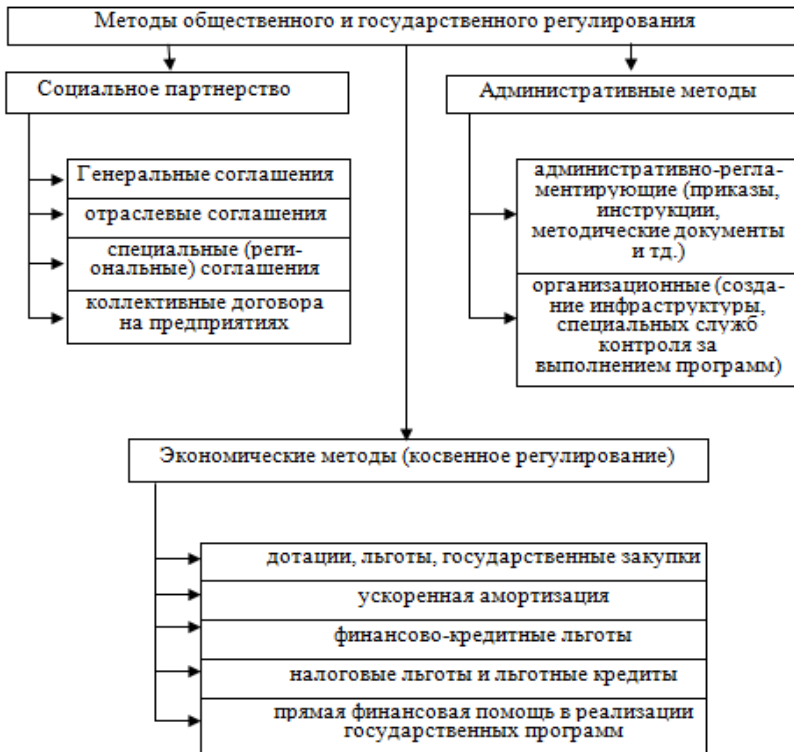 Методы общественного и государственного регулирования
Социальное партнерство
Генеральные соглашения
отраслевые соглашения
специальные (реги-
ональные) соглашения
коллективные договора
на предприятиях
Административные методы
административно-регла-
ментирующие (приказы,
инструкции,
методические документы
и тд.)
организационные (созда-
ние инфраструктуры,
специальных служб
контроля за
выполнением программ)
Экономические методы (косвенное регулирование)
дотации, льготы, государственные закупки
ускоренная амортизация
финансово-кредитные льготы
налоговые льготы и льготные кредиты
прямая финансовая помощь в реализации
государственных программ